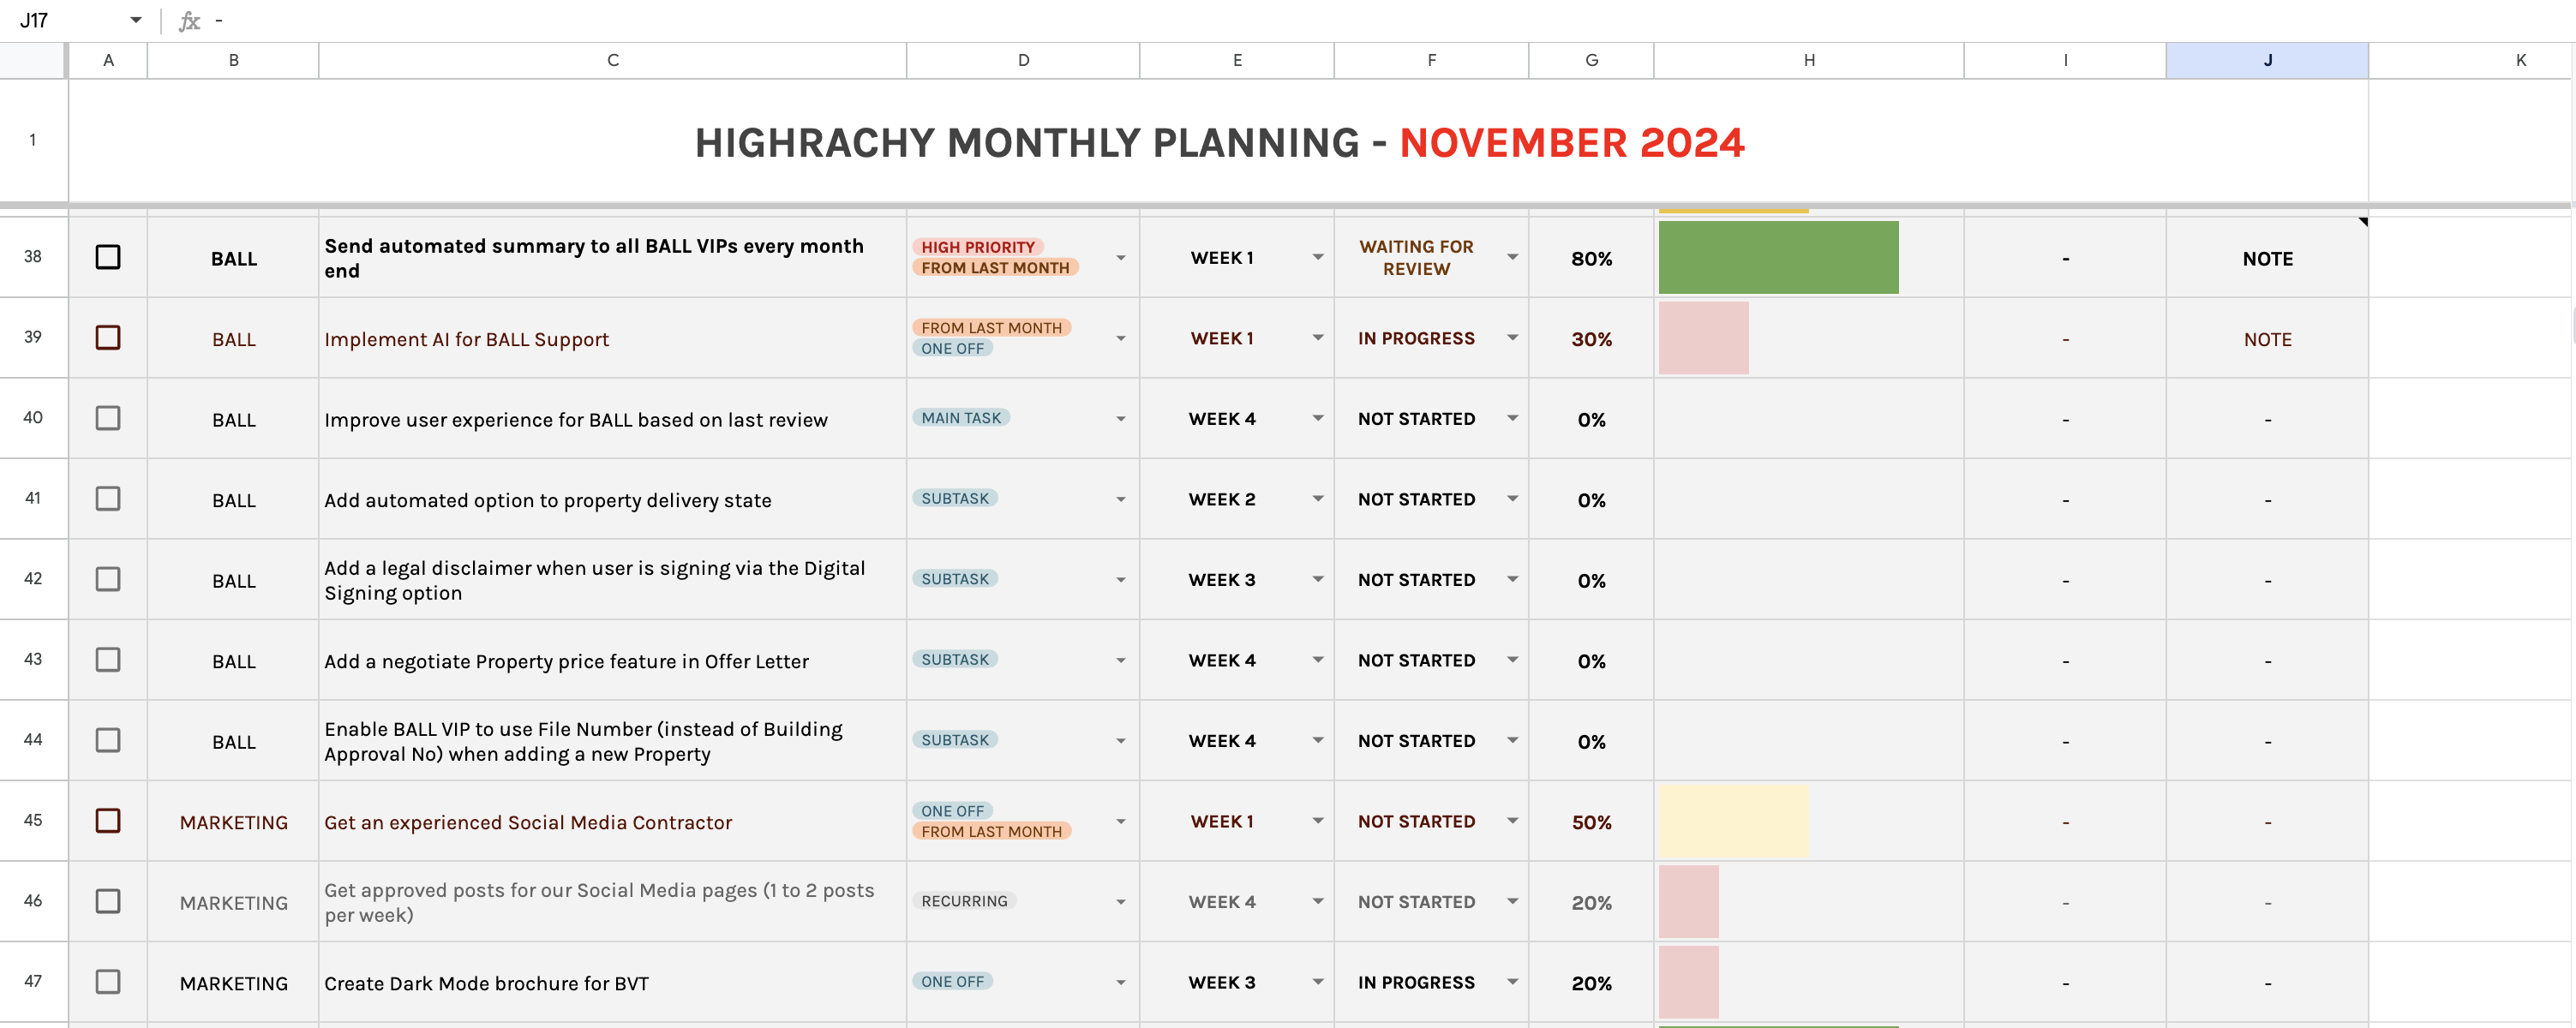 J17 fx -
A B C D E F G H I J K
1 HIGHRACHY MONTHLY PLANNING - NOVEMBER 2024
38 BALL Send automated summary to all BALL VIPs every month end HIGH PRIORITY FROM LAST MONTH WEEK 1 WAITING FOR REVIEW 80% - NOTE
39 BALL Implement AI for BALL Support FROM LAST MONTH ONE OFF WEEK 1 IN PROGRESS 30% - NOTE
40 BALL Improve user experience for BALL based on last review MAIN TASK WEEK 4 NOT STARTED 0% - -
41 BALL Add automated option to property delivery state SUBTASK WEEK 2 NOT STARTED 0% - -
42 BALL Add a legal disclaimer when user is signing via the Digital Signing option SUBTASK WEEK 3 NOT STARTED 0% - -
43 BALL Add a negotiate Property price feature in Offer Letter SUBTASK WEEK 4 NOT STARTED 0% - -
44 BALL Enable BALL VIP to use File Number (instead of Building Approval No) when adding a new Property SUBTASK WEEK 4 NOT STARTED 0% - -
45 MARKETING Get an experienced Social Media Contractor ONE OFF FROM LAST MONTH WEEK 1 NOT STARTED 50% - -
46 MARKETING Get approved posts for our Social Media pages (1 to 2 posts per week) RECURRING WEEK 4 NOT STARTED 20% - -
47 MARKETING Create Dark Mode brochure for BVT ONE OFF WEEK 3 IN PROGRESS 20% - -